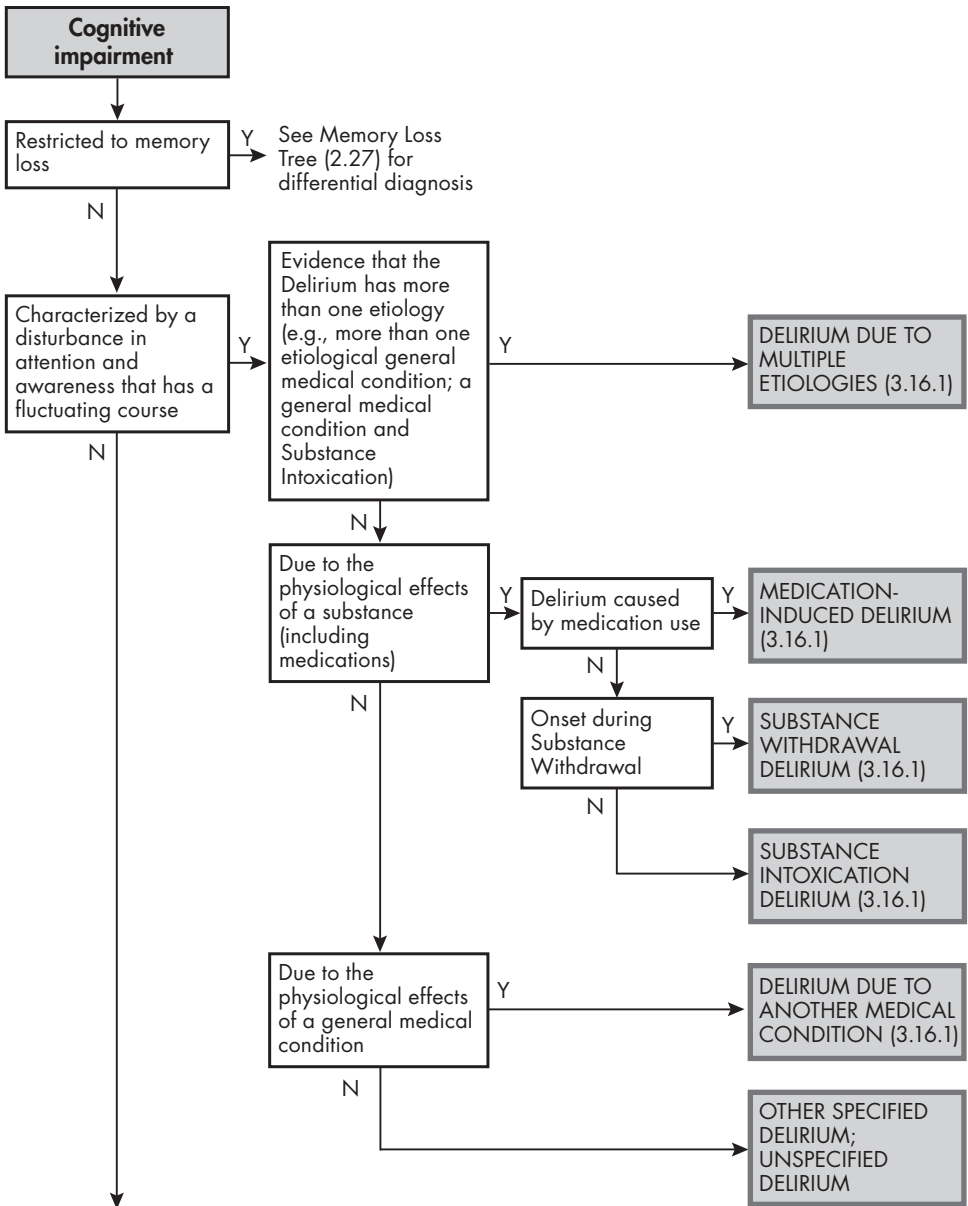 Cognitive
impairment
Restricted to memory
loss
Y
See Memory Loss
Tree (2.27) for
differential diagnosis
N
Characterized by a
disturbance in
attention and
awareness that has a
fluctuating course
Y
Evidence that the
Delirium has more
than one etiology
(e.g., more than one
etiological general
medical condition; a
general medical
condition and
Substance
Intoxication)
Y
DELIRIUM DUE TO
MULTIPLE
ETIOLOGIES (3.16.1)
N
N
Due to the
physiological effects
of a substance
(including
medications)
Y
Delirium caused
by medication use
Y
MEDICATION-
INDUCED DELIRIUM
(3.16.1)
N
N
Onset during
Substance
Withdrawal
Y
SUBSTANCE
WITHDRAWAL
DELIRIUM (3.16.1)
N
SUBSTANCE
INTOXICATION
DELIRIUM (3.16.1)
Due to the
physiological effects
of a general medical
condition
Y
DELIRIUM DUE TO
ANOTHER MEDICAL
CONDITION (3.16.1)
N
OTHER SPECIFIED
DELIRIUM;
UNSPECIFIED
DELIRIUM